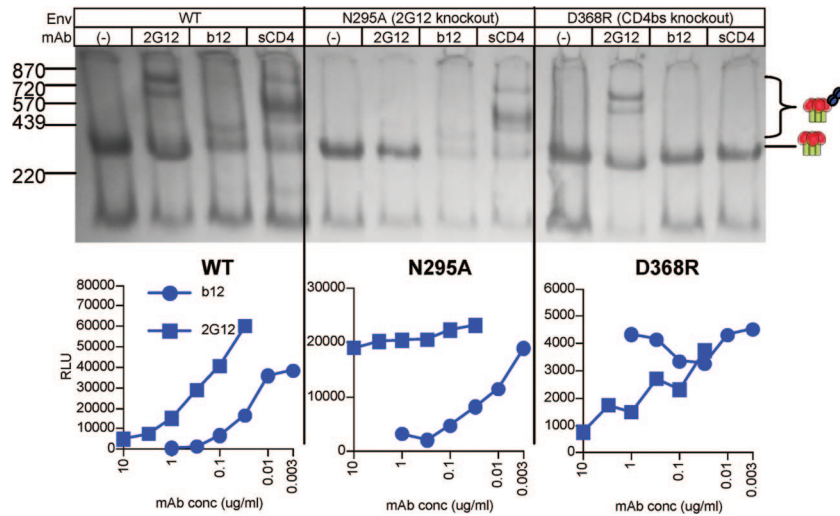 Env WT N295A (2G12 knockout) D368R (CD4bs knockout)
mAb (-) 2G12 b12 sCD4 (-) 2G12 b12 sCD4 (-) 2G12 b12 sCD4
870
720
570
439
220
WT N295A D368R
80000
70000
60000
50000
40000
30000
20000
10000
0
RLU
b12
2G12
10 1 0.1 0.01 0.003
mAb conc (ug/ml)
30000
20000
10000
0
10 1 0.1 0.01 0.003
mAb conc (ug/ml)
6000
5000
4000
3000
2000
1000
0
10 1 0.1 0.01 0.003
mAb conc (ug/ml)